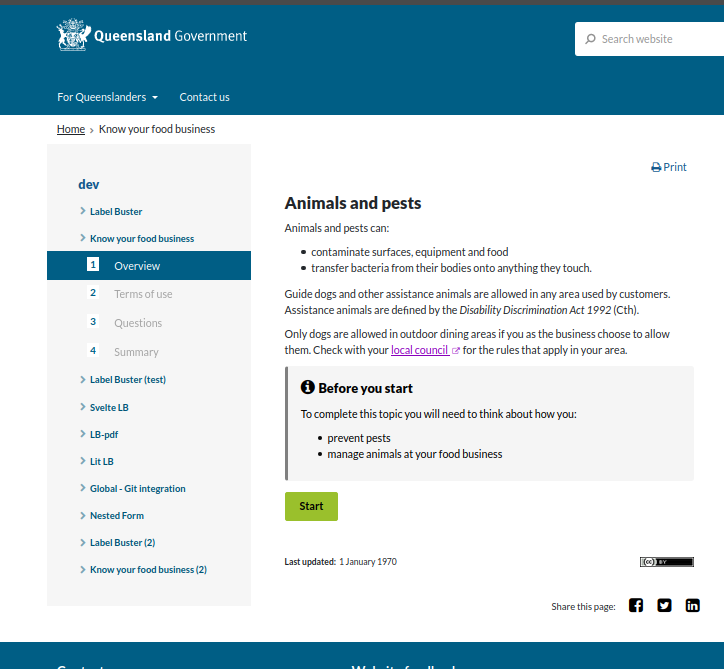 Queensland Government
Search website
For Queenslanders
Contact us
Home › Know your food business
dev
Label Buster
Know your food business
1 Overview
2 Terms of use
3 Questions
4 Summary
Label Buster (test)
Svelte LB
LB-pdf
Lit LB
Global - Git integration
Nested Form
Label Buster (2)
Know your food business (2)
Print
Animals and pests
Animals and pests can:
• contaminate surfaces, equipment and food
• transfer bacteria from their bodies onto anything they touch.
Guide dogs and other assistance animals are allowed in any area used by customers.
Assistance animals are defined by the Disability Discrimination Act 1992 (Cth).
Only dogs are allowed in outdoor dining areas if you as the business choose to allow
them. Check with your local council for the rules that apply in your area.
Before you start
To complete this topic you will need to think about how you:
• prevent pests
• manage animals at your food business
Start
Last updated: 1 January 1970
cc BY
Share this page: